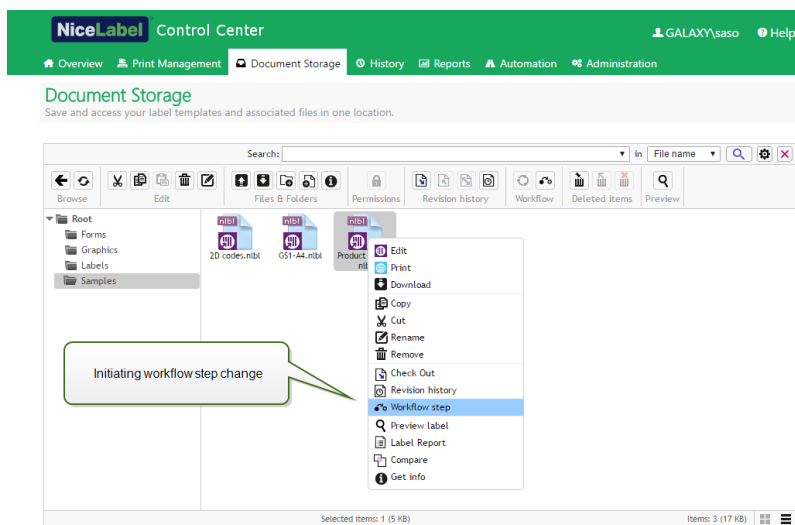 NiceLabel Control Center
GALAXY\saso Help
Overview Print Management Document Storage History Reports Automation Administration
Document Storage
Save and access your label templates and associated files in one location.
Search: in File name
Browse Edit Files & Folders Permissions Revision history Workflow Deleted items Preview
Root
Forms
Graphics
Labels
Samples
nlbl nlbl nlbl
2D codes.nlbl GS1-A4.nlbl Product
Edit
Print
Download
Copy
Cut
Rename
Remove
Check Out
Revision history
Workflow step
Preview label
Label Report
Compare
Get info
Initiating workflow step change
Selected items: 1 (5 KB) Items: 3 (17 KB)